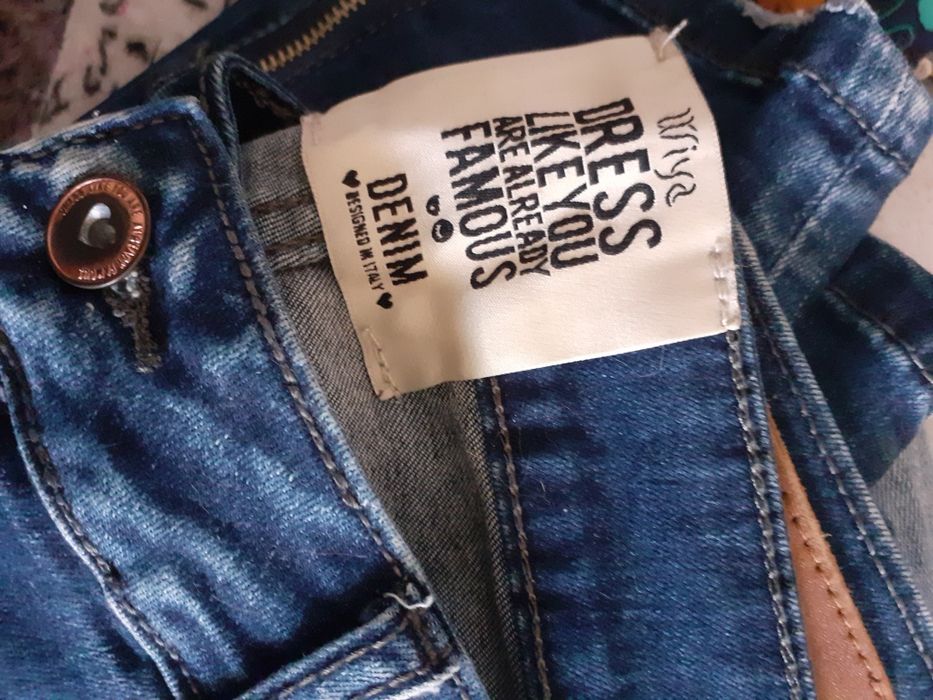 Wiya
DRESS
LIKE YOU
ARE ALREADY
FAMOUS
DENIM
DESIGNED IN ITALY